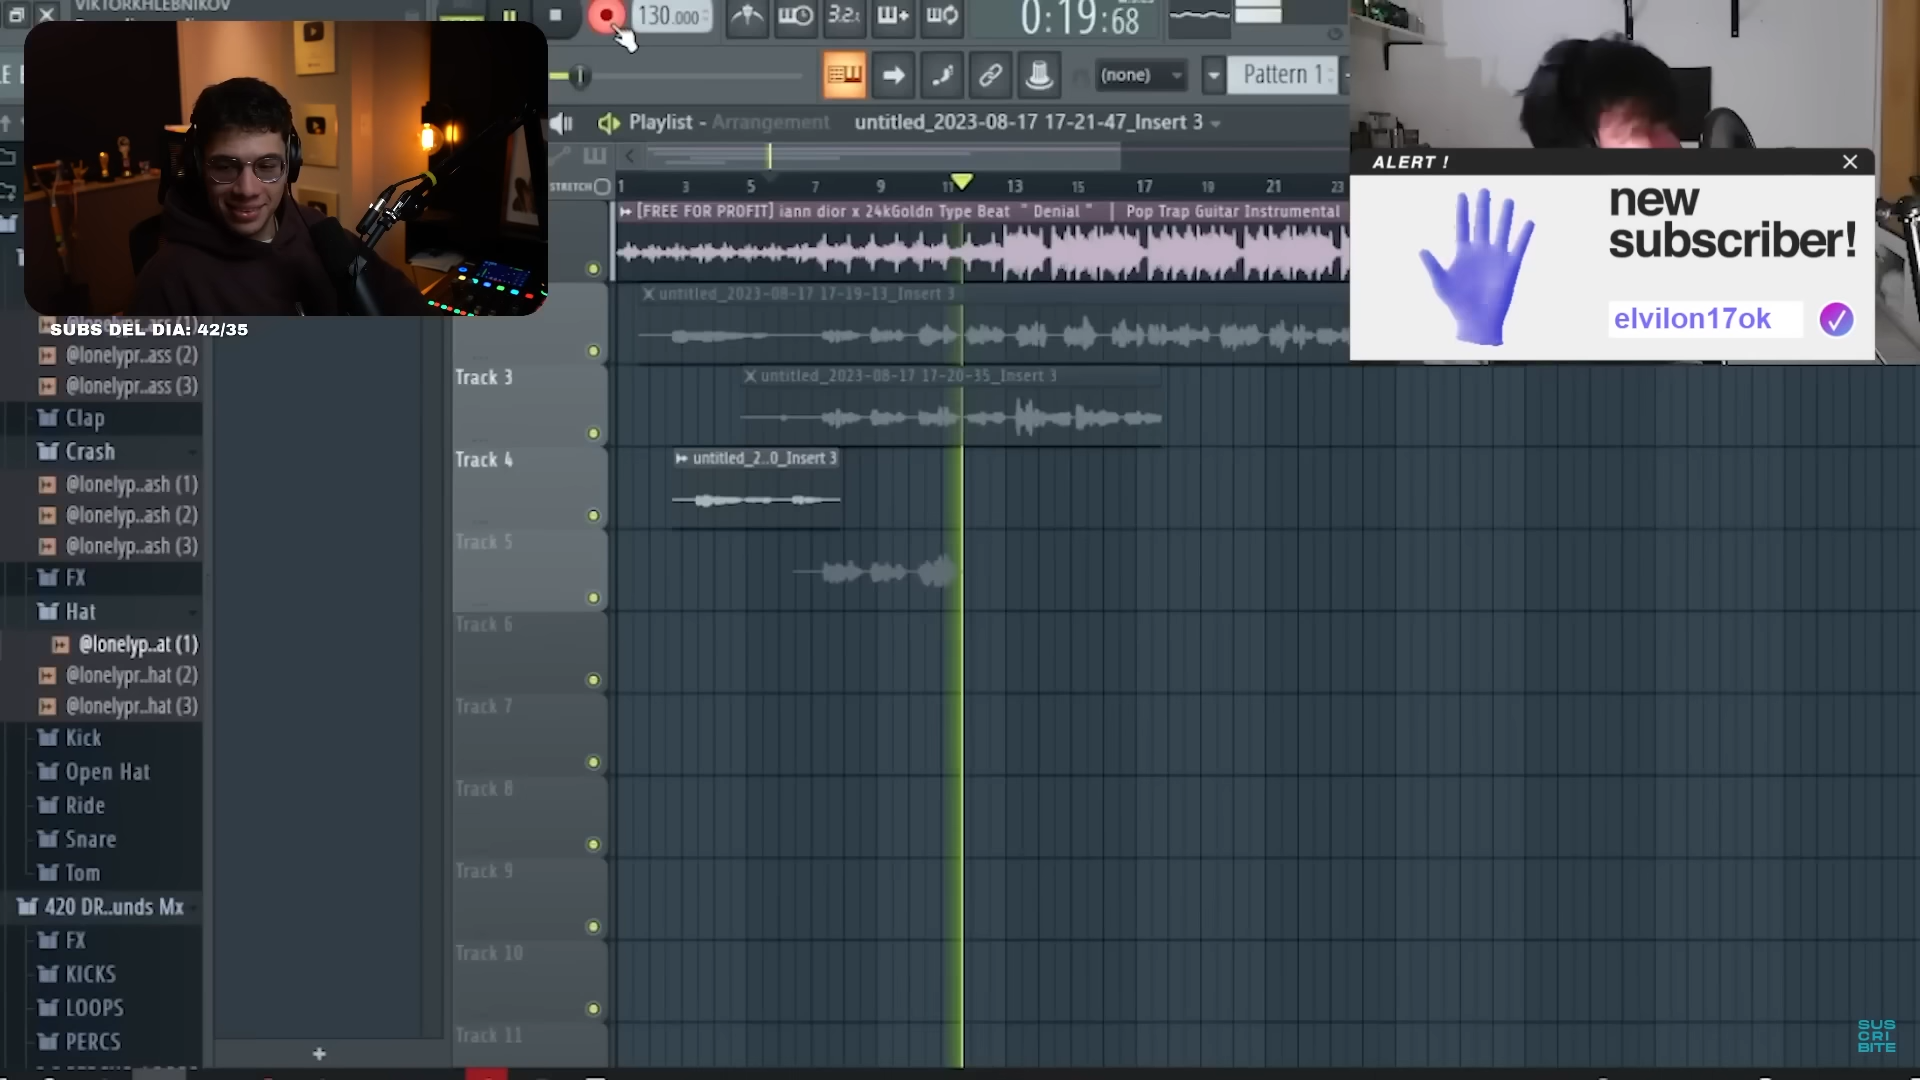 VIKTORKHLEBNIKOV
130.000
3.2:
0:19:68
(none)
Pattern 1
Playlist - Arrangement
untitled_2023-08-17 17-21-47_Insert 3
ALERT !
new
subscriber!
elvilon17ok
STRETCH
1 3 5 7 9 11 13 15 17 19 21 23
[FREE FOR PROFIT] iann dior x 24kGoldn Type Beat " Denial " | Pop Trap Guitar Instrumental
untitled_2023-08-17 17-19-13_Insert 3
SUBS DEL DIA: 42/35
@lonelypr..ass (2)
@lonelypr..ass (3)
Clap
Crash
@lonelyp..ash (1)
@lonelyp..ash (2)
@lonelyp..ash (3)
FX
Hat
@lonelyp..at (1)
@lonelypr..hat (2)
@lonelypr..hat (3)
Kick
Open Hat
Ride
Snare
Tom
420 DR..unds Mx
FX
KICKS
LOOPS
PERCS
Track 3
untitled_2023-08-17 17-20-35_Insert 3
Track 4
untitled_2..0_Insert 3
Track 5
Track 6
Track 7
Track 8
Track 9
Track 10
Track 11
SUS
CRI
BITE